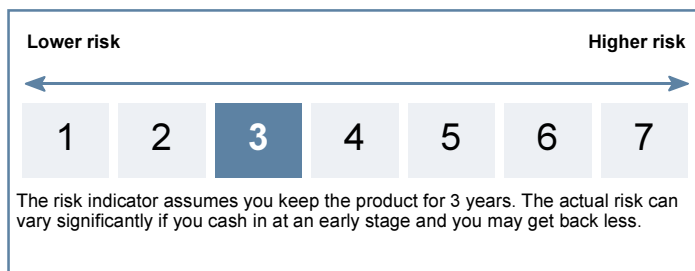 Lower risk Higher risk
1 2 3 4 5 6 7
The risk indicator assumes you keep the product for 3 years. The actual risk can
vary significantly if you cash in at an early stage and you may get back less.